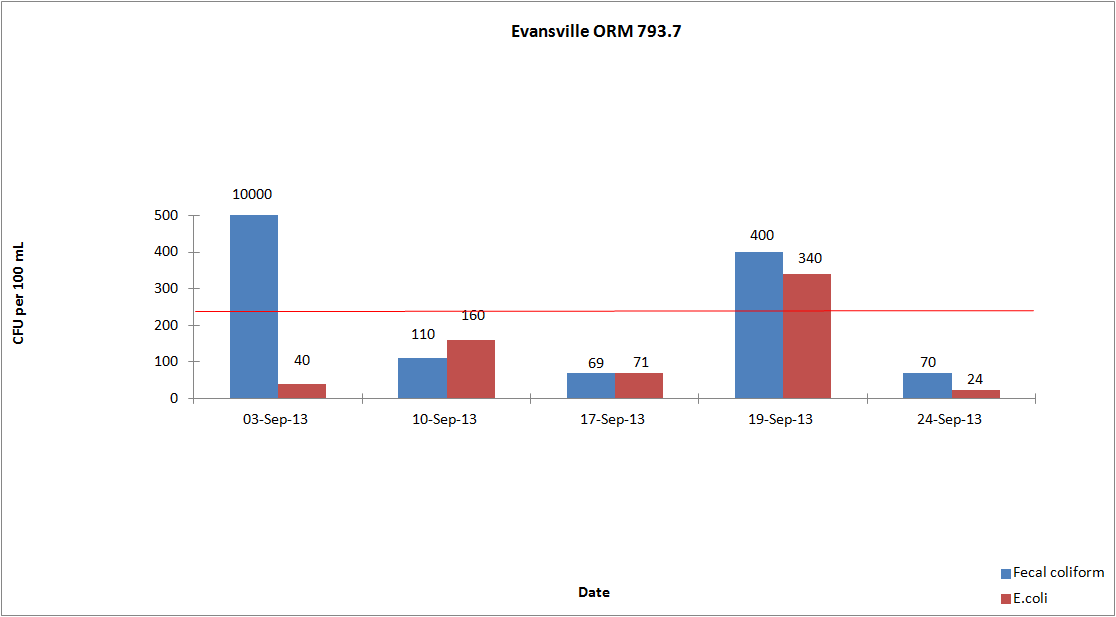 Evansville ORM 793.7
CFU per 100 mL
500
400
300
200
100
0
10000
40
110
160
69
71
400
340
70
24
03-Sep-13
10-Sep-13
17-Sep-13
19-Sep-13
24-Sep-13
Date
Fecal coliform
E.coli